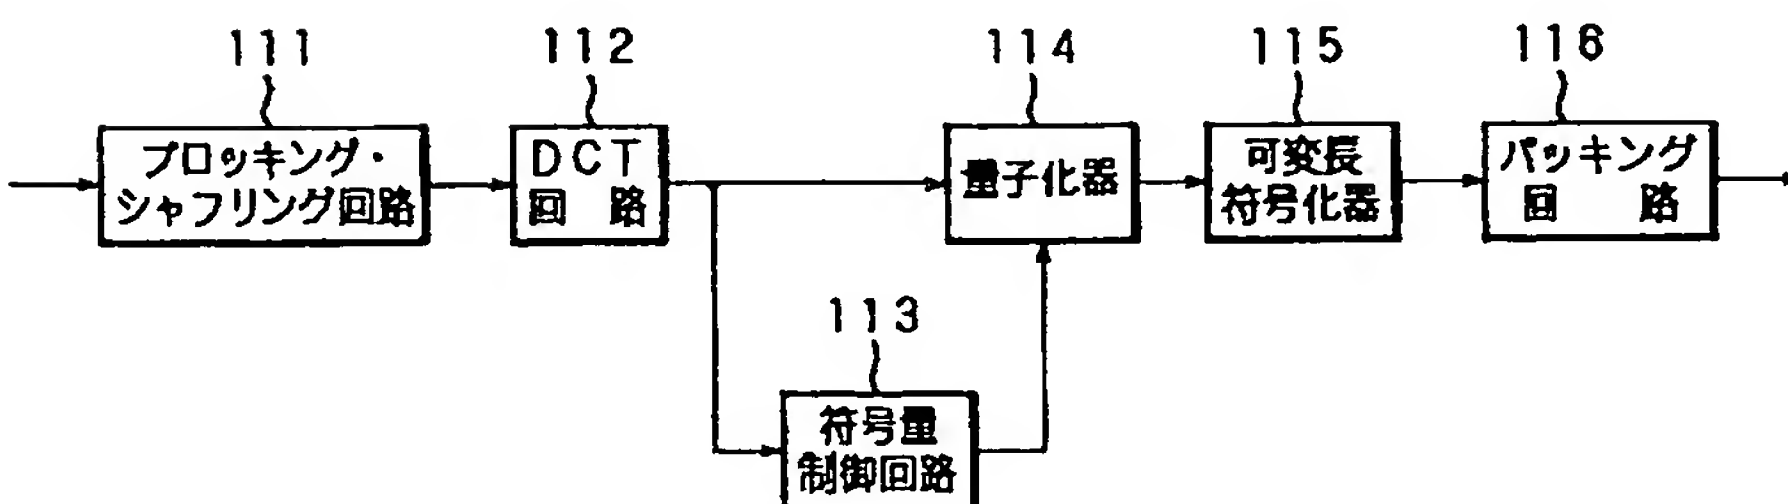 111
112
114
115
116
ブロッキング・
シャフリング回路
DCT
回路
量子化器
可変長
符号化器
パッキング
回路
113
符号量
制御回路